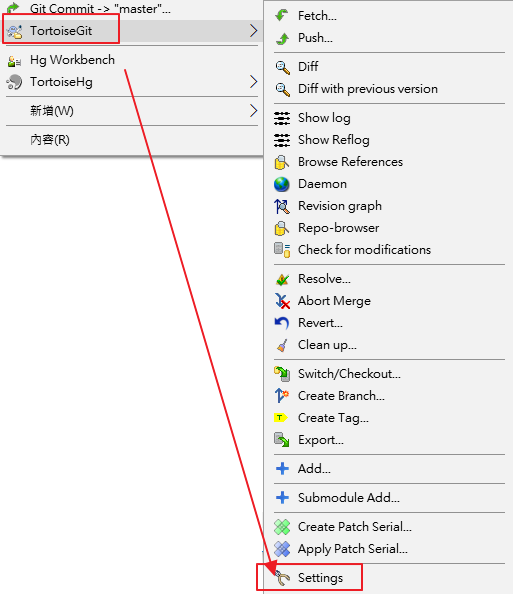 Git Commit -> "master"...
TortoiseGit
Hg Workbench
TortoiseHg
新增(W)
內容(R)
Fetch...
Push...
Diff
Diff with previous version
Show log
Show Reflog
Browse References
Daemon
Revision graph
Repo-browser
Check for modifications
Resolve...
Abort Merge
Revert...
Clean up...
Switch/Checkout...
Create Branch...
Create Tag...
Export...
Add...
Submodule Add...
Create Patch Serial...
Apply Patch Serial...
Settings